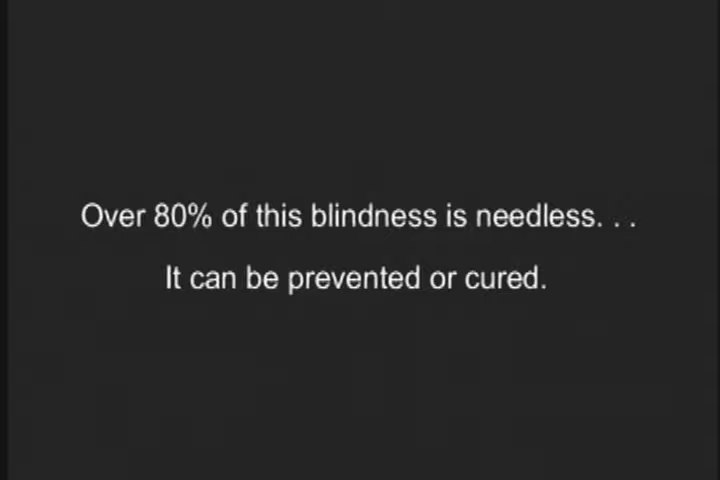 Over 80% of this blindness is needless. . .
It can be prevented or cured.